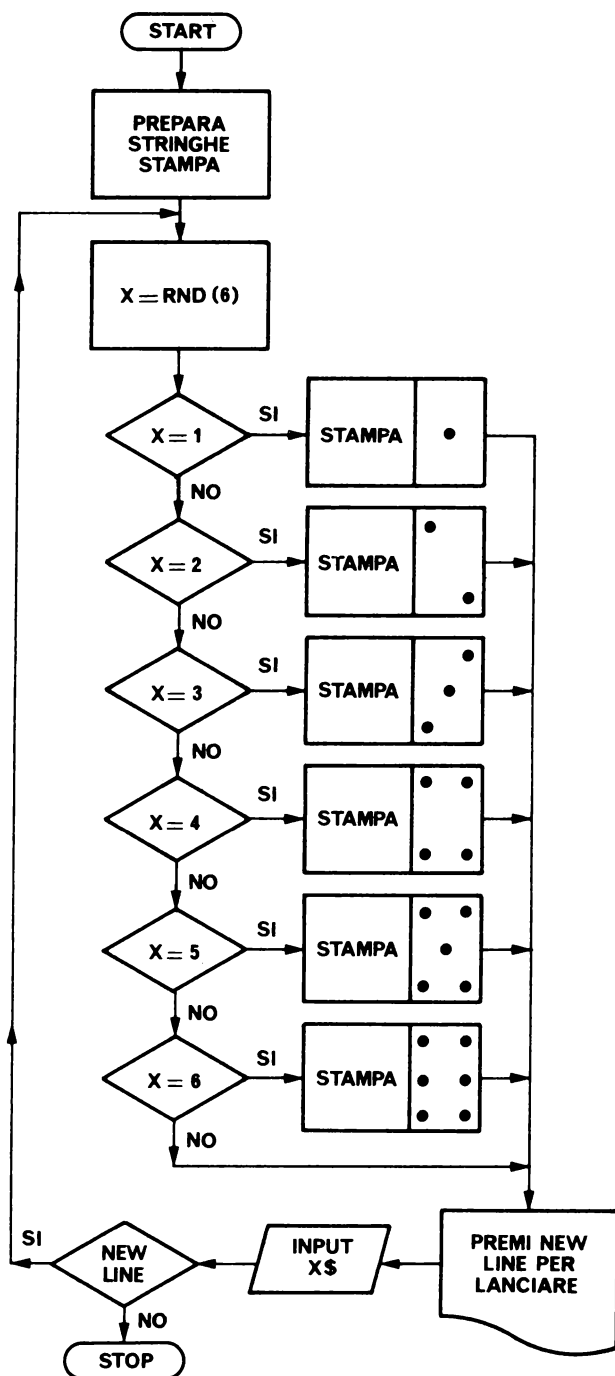 START
PREPARA
STRINGHE
STAMPA
X = RND (6)
X = 1
SI
STAMPA
NO
X = 2
SI
STAMPA
NO
X = 3
SI
STAMPA
NO
X = 4
SI
STAMPA
NO
X = 5
SI
STAMPA
NO
X = 6
SI
STAMPA
NO
PREMI NEW
LINE PER
LANCIARE
INPUT
X$
NEW
LINE
SI
NO
STOP